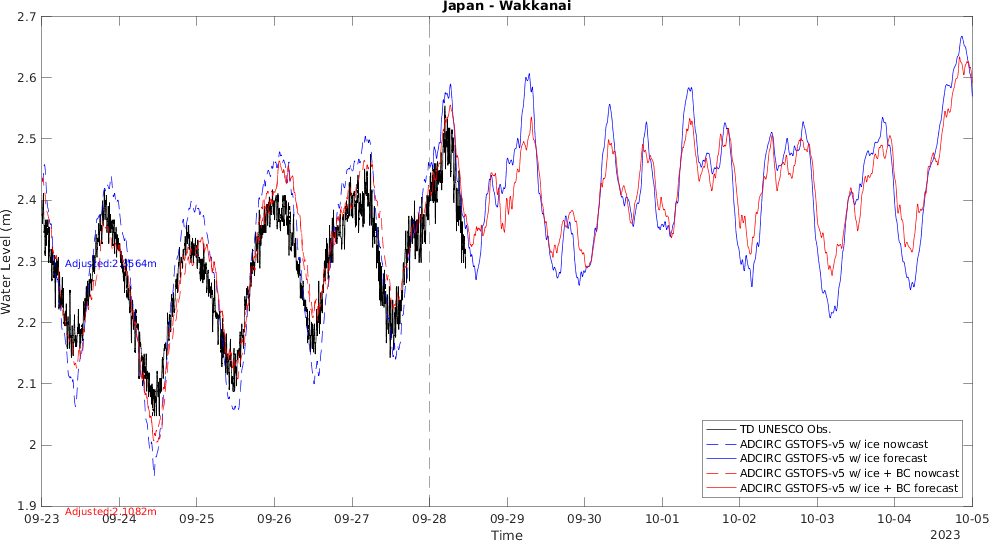 Japan - Wakkanai
2.7
2.6
2.5
2.4
2.3
2.2
2.1
2
1.9
Water Level (m)
Adjusted:2.4564m
Adjusted:2.1082m
TD UNESCO Obs.
ADCIRC GSTOFS-v5 w/ ice nowcast
ADCIRC GSTOFS-v5 w/ ice forecast
ADCIRC GSTOFS-v5 w/ ice + BC nowcast
ADCIRC GSTOFS-v5 w/ ice + BC forecast
09-23 09-24 09-25 09-26 09-27 09-28 09-29 09-30 10-01 10-02 10-03 10-04 10-05
Time
2023